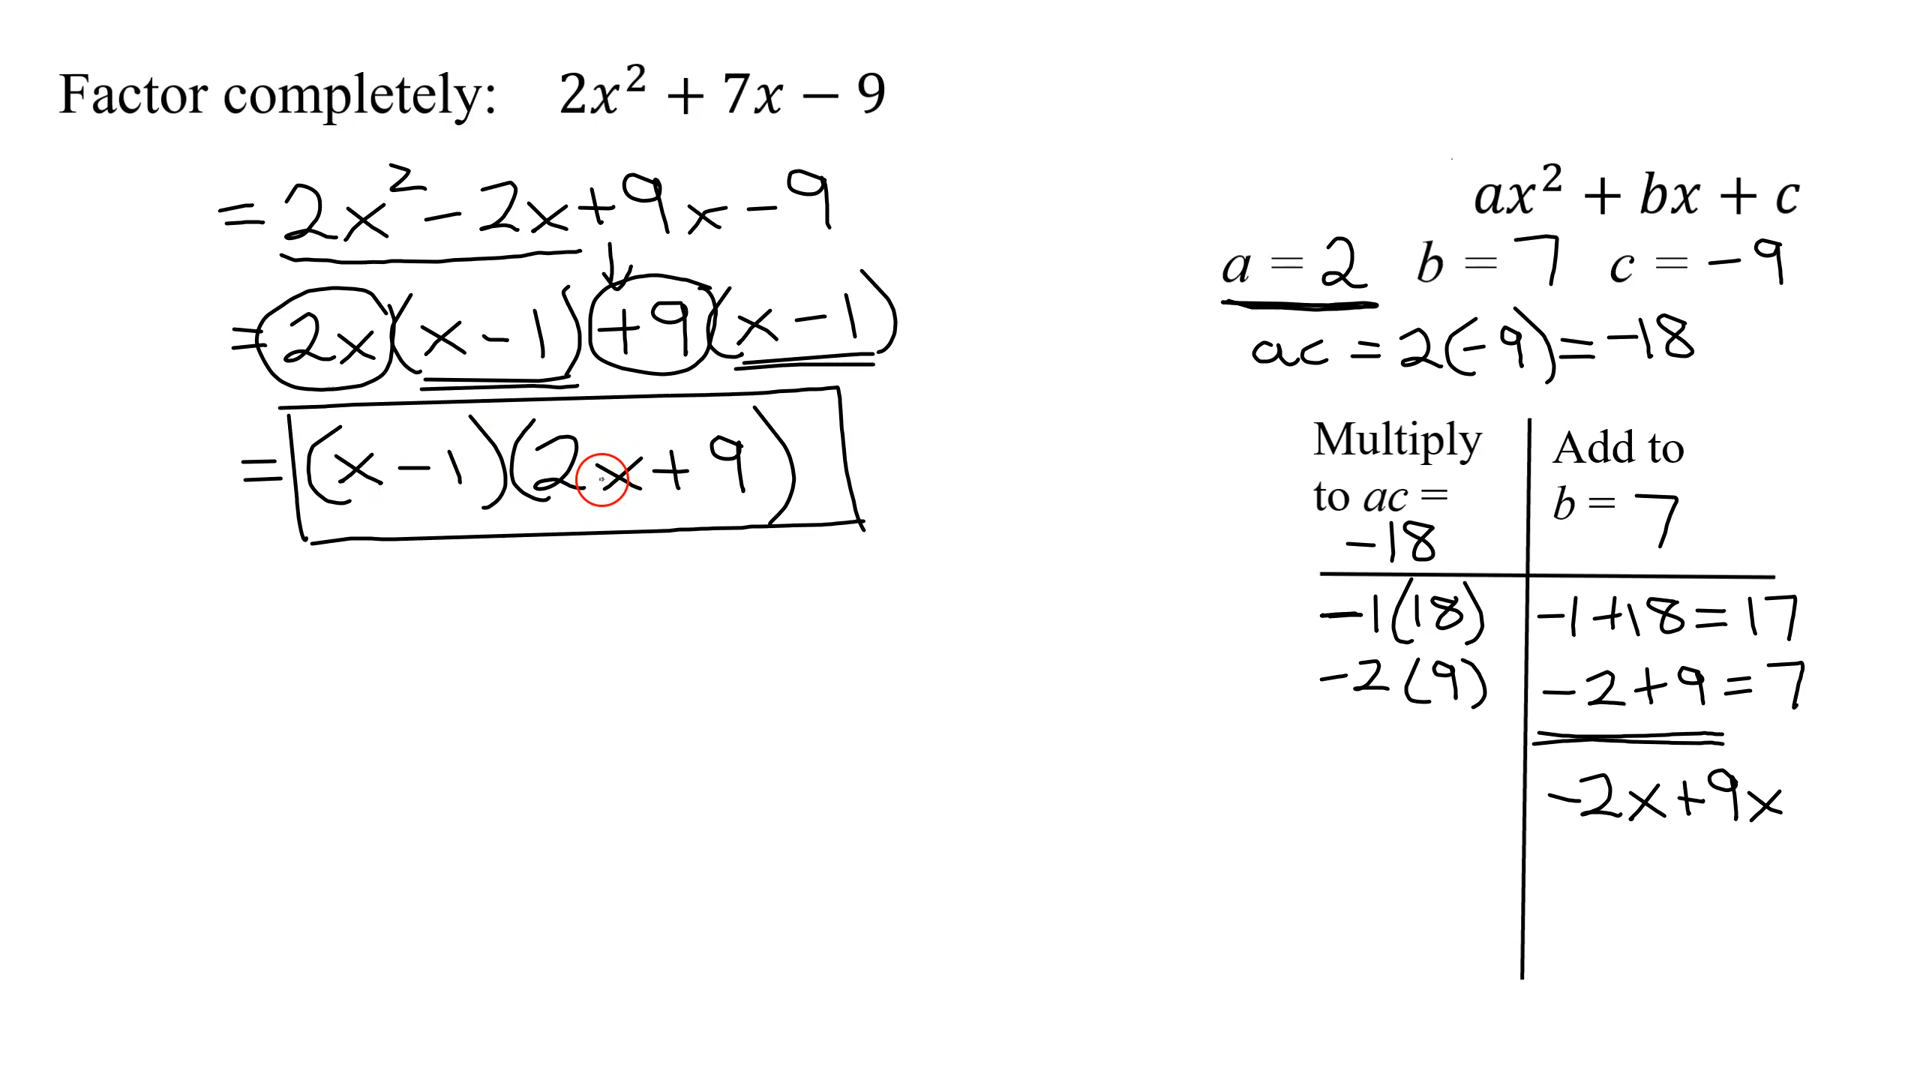 Factor completely: 2x² + 7x − 9
= 2x² − 2x + 9x − 9
= 2x(x − 1) + 9(x − 1)
= (x − 1)(2x + 9)
ax² + bx + c
a = 2 b = 7 c = −9
ac = 2(−9) = −18
Multiply
to ac =
−18
Add to
b = 7
−1(18) −1+18 = 17
−2(9) −2+9 = 7
−2x+9x